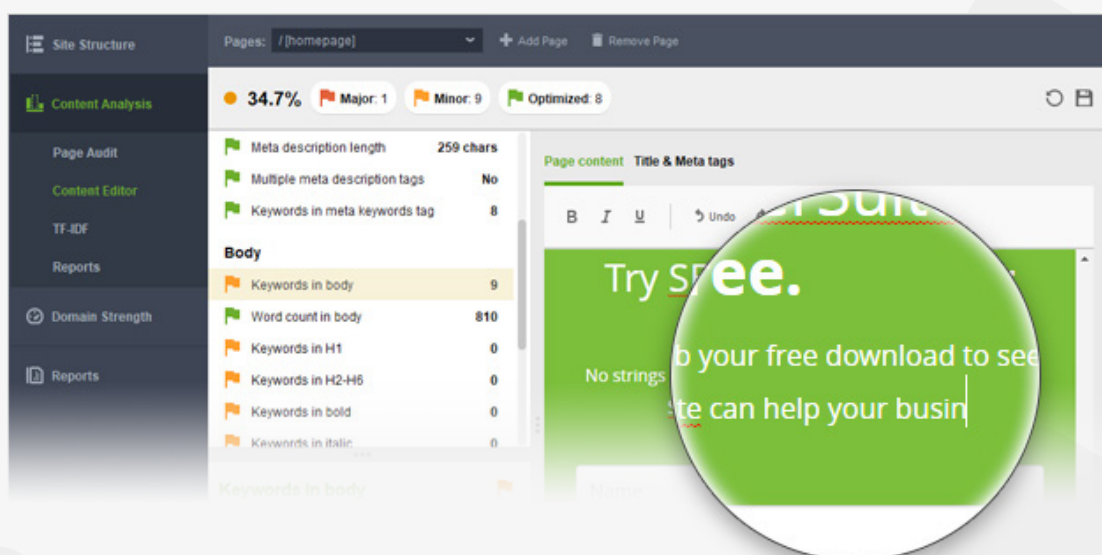 Site Structure
Pages: /[homepage] Add Page Remove Page
Content Analysis
34.7% Major: 1 Minor: 9 Optimized: 8
Page Audit
Content Editor
TF-IDF
Reports
Domain Strength
Reports
Meta description length 259 chars
Multiple meta description tags No
Keywords in meta keywords tag 8
Body
Keywords in body 9
Word count in body 810
Keywords in H1 0
Keywords in H2-H6 0
Keywords in bold 0
Keywords in italic 0
Keywords in body
Page content Title & Meta tags
B I U Undo
Try
ee.
No strings
your free download to see
can help your busin
Name